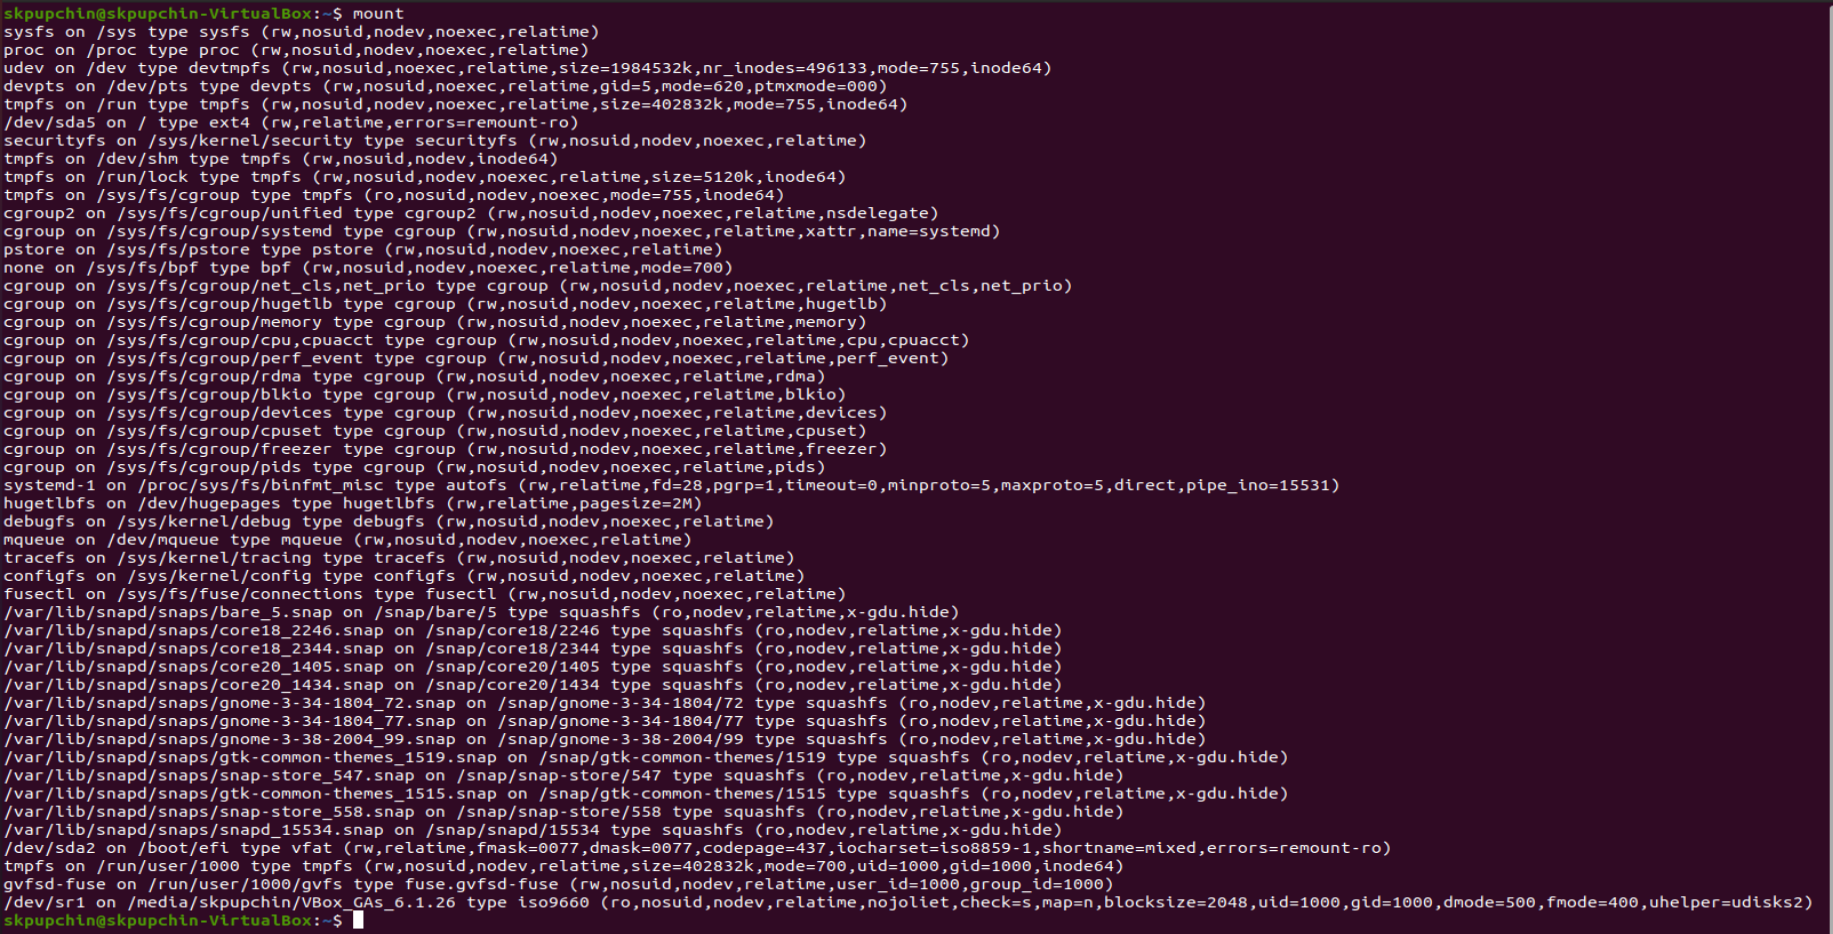 skpupchin@skpupchin-VirtualBox:~$ mount
sysfs on /sys type sysfs (rw,nosuid,nodev,noexec,relatime)
proc on /proc type proc (rw,nosuid,nodev,noexec,relatime)
udev on /dev type devtmpfs (rw,nosuid,noexec,relatime,size=1984532k,nr_inodes=496133,mode=755,inode64)
devpts on /dev/pts type devpts (rw,nosuid,noexec,relatime,gid=5,mode=620,ptmxmode=000)
tmpfs on /run type tmpfs (rw,nosuid,nodev,noexec,relatime,size=402832k,mode=755,inode64)
/dev/sda5 on / type ext4 (rw,relatime,errors=remount-ro)
securityfs on /sys/kernel/security type securityfs (rw,nosuid,nodev,noexec,relatime)
tmpfs on /dev/shm type tmpfs (rw,nosuid,nodev,inode64)
tmpfs on /run/lock type tmpfs (rw,nosuid,nodev,noexec,relatime,size=5120k,inode64)
tmpfs on /sys/fs/cgroup type tmpfs (ro,nosuid,nodev,noexec,mode=755,inode64)
cgroup2 on /sys/fs/cgroup/unified type cgroup2 (rw,nosuid,nodev,noexec,relatime,nsdelegate)
cgroup on /sys/fs/cgroup/systemd type cgroup (rw,nosuid,nodev,noexec,relatime,xattr,name=systemd)
pstore on /sys/fs/pstore type pstore (rw,nosuid,nodev,noexec,relatime)
none on /sys/fs/bpf type bpf (rw,nosuid,nodev,noexec,relatime,mode=700)
cgroup on /sys/fs/cgroup/net_cls,net_prio type cgroup (rw,nosuid,nodev,noexec,relatime,net_cls,net_prio)
cgroup on /sys/fs/cgroup/hugetlb type cgroup (rw,nosuid,nodev,noexec,relatime,hugetlb)
cgroup on /sys/fs/cgroup/memory type cgroup (rw,nosuid,nodev,noexec,relatime,memory)
cgroup on /sys/fs/cgroup/cpu,cpuacct type cgroup (rw,nosuid,nodev,noexec,relatime,cpu,cpuacct)
cgroup on /sys/fs/cgroup/perf_event type cgroup (rw,nosuid,nodev,noexec,relatime,perf_event)
cgroup on /sys/fs/cgroup/rdma type cgroup (rw,nosuid,nodev,noexec,relatime,rdma)
cgroup on /sys/fs/cgroup/blkio type cgroup (rw,nosuid,nodev,noexec,relatime,blkio)
cgroup on /sys/fs/cgroup/devices type cgroup (rw,nosuid,nodev,noexec,relatime,devices)
cgroup on /sys/fs/cgroup/cpuset type cgroup (rw,nosuid,nodev,noexec,relatime,cpuset)
cgroup on /sys/fs/cgroup/freezer type cgroup (rw,nosuid,nodev,noexec,relatime,freezer)
cgroup on /sys/fs/cgroup/pids type cgroup (rw,nosuid,nodev,noexec,relatime,pids)
systemd-1 on /proc/sys/fs/binfmt_misc type autofs (rw,relatime,fd=28,pgrp=1,timeout=0,minproto=5,maxproto=5,direct,pipe_ino=15531)
hugetlbfs on /dev/hugepages type hugetlbfs (rw,relatime,pagesize=2M)
debugfs on /sys/kernel/debug type debugfs (rw,nosuid,nodev,noexec,relatime)
mqueue on /dev/mqueue type mqueue (rw,nosuid,nodev,noexec,relatime)
tracefs on /sys/kernel/tracing type tracefs (rw,nosuid,nodev,noexec,relatime)
configfs on /sys/kernel/config type configfs (rw,nosuid,nodev,noexec,relatime)
fusectl on /sys/fs/fuse/connections type fusectl (rw,nosuid,nodev,noexec,relatime)
/var/lib/snapd/snaps/bare_5.snap on /snap/bare/5 type squashfs (ro,nodev,relatime,x-gdu.hide)
/var/lib/snapd/snaps/core18_2246.snap on /snap/core18/2246 type squashfs (ro,nodev,relatime,x-gdu.hide)
/var/lib/snapd/snaps/core18_2344.snap on /snap/core18/2344 type squashfs (ro,nodev,relatime,x-gdu.hide)
/var/lib/snapd/snaps/core20_1405.snap on /snap/core20/1405 type squashfs (ro,nodev,relatime,x-gdu.hide)
/var/lib/snapd/snaps/core20_1434.snap on /snap/core20/1434 type squashfs (ro,nodev,relatime,x-gdu.hide)
/var/lib/snapd/snaps/gnome-3-34-1804_72.snap on /snap/gnome-3-34-1804/72 type squashfs (ro,nodev,relatime,x-gdu.hide)
/var/lib/snapd/snaps/gnome-3-34-1804_77.snap on /snap/gnome-3-34-1804/77 type squashfs (ro,nodev,relatime,x-gdu.hide)
/var/lib/snapd/snaps/gnome-3-38-2004_99.snap on /snap/gnome-3-38-2004/99 type squashfs (ro,nodev,relatime,x-gdu.hide)
/var/lib/snapd/snaps/gtk-common-themes_1519.snap on /snap/gtk-common-themes/1519 type squashfs (ro,nodev,relatime,x-gdu.hide)
/var/lib/snapd/snaps/snap-store_547.snap on /snap/snap-store/547 type squashfs (ro,nodev,relatime,x-gdu.hide)
/var/lib/snapd/snaps/gtk-common-themes_1515.snap on /snap/gtk-common-themes/1515 type squashfs (ro,nodev,relatime,x-gdu.hide)
/var/lib/snapd/snaps/snap-store_558.snap on /snap/snap-store/558 type squashfs (ro,nodev,relatime,x-gdu.hide)
/var/lib/snapd/snaps/snapd_15534.snap on /snap/snapd/15534 type squashfs (ro,nodev,relatime,x-gdu.hide)
/dev/sda2 on /boot/efi type vfat (rw,relatime,fmask=0077,dmask=0077,codepage=437,iocharset=iso8859-1,shortname=mixed,errors=remount-ro)
tmpfs on /run/user/1000 type tmpfs (rw,nosuid,nodev,relatime,size=402832k,mode=700,uid=1000,gid=1000,inode64)
gvfsd-fuse on /run/user/1000/gvfs type fuse.gvfsd-fuse (rw,nosuid,nodev,relatime,user_id=1000,group_id=1000)
/dev/sr1 on /media/skpupchin/VBox_GAs_6.1.26 type iso9660 (ro,nosuid,nodev,relatime,nojoliet,check=s,map=n,blocksize=2048,uid=1000,gid=1000,dmode=500,fmode=400,uhelper=udisks2)
skpupchin@skpupchin-VirtualBox:~$